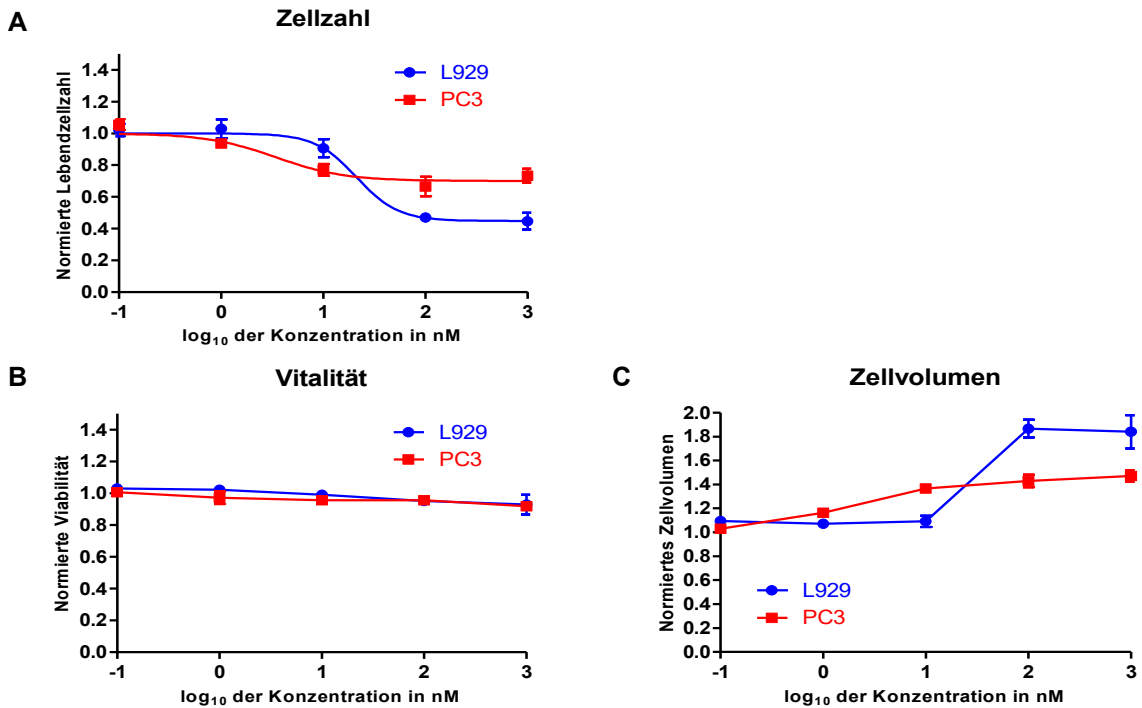 A
Zellzahl
Normierte Lebendzellzahl
1.4
1.2
1.0
0.8
0.6
0.4
0.2
0.0
L929
PC3
-1 0 1 2 3
log₁₀ der Konzentration in nM
B
Vitalität
Normierte Viabilität
1.4
1.2
1.0
0.8
0.6
0.4
0.2
0.0
L929
PC3
-1 0 1 2 3
log₁₀ der Konzentration in nM
C
Zellvolumen
Normiertes Zellvolumen
2.0
1.8
1.6
1.4
1.2
1.0
0.8
0.6
0.4
0.2
0.0
L929
PC3
-1 0 1 2 3
log₁₀ der Konzentration in nM